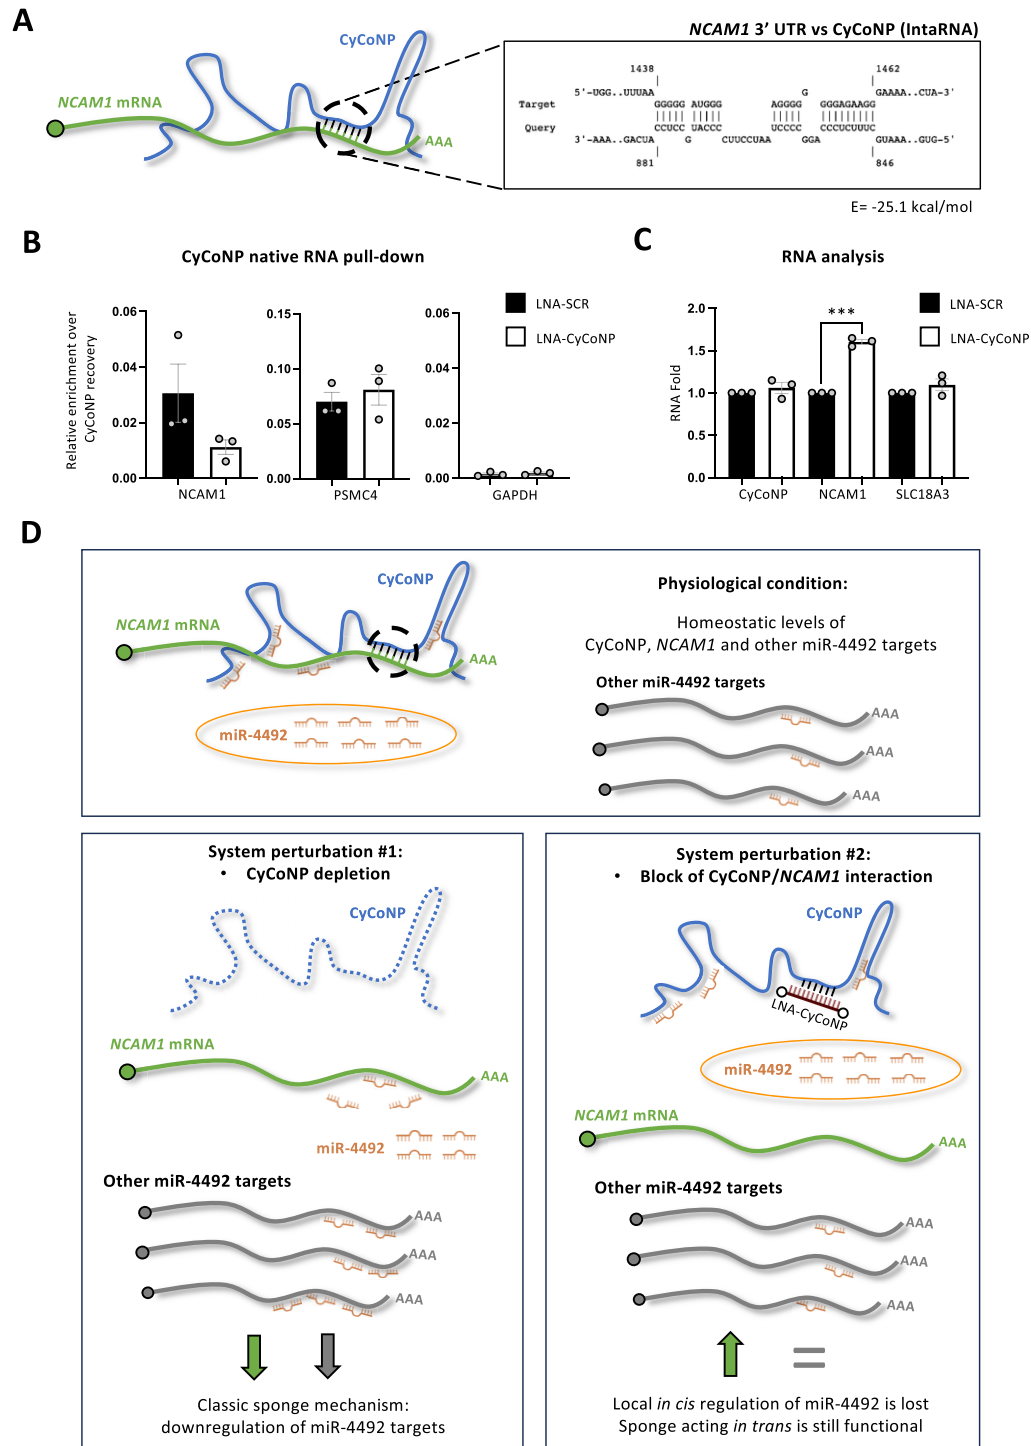 A
CyCoNP
NCAM1 mRNA
AAA
NCAM1 3’ UTR vs CyCoNP (IntaRNA)
1438 1462
5'-UGG..UUUAA G GAAAA..CUA-3'
Target GGGGG AUGGG AGGGG GGGAGAAGG
Query CCUCC UACCC UCCCC CCCUCUUUC
3'-AAA..GACUA G CUUCCUAA GGA GUAAA..GUG-5'
881 846
E= -25.1 kcal/mol
B
CyCoNP native RNA pull-down
LNA-SCR
LNA-CyCoNP
Relative enrichment over
CyCoNP recovery
0.06
0.04
0.02
0.00
NCAM1
0.15
0.10
0.05
0.00
PSMC4
0.06
0.04
0.02
0.00
GAPDH
C
RNA analysis
LNA-SCR
LNA-CyCoNP
RNA Fold
2.0
1.5
1.0
0.5
0.0
***
CyCoNP NCAM1 SLC18A3
D
CyCoNP
NCAM1 mRNA
AAA
miR-4492
Physiological condition:
Homeostatic levels of
CyCoNP, NCAM1 and other miR-4492 targets
Other miR-4492 targets
AAA
AAA
AAA
System perturbation #1:
• CyCoNP depletion
CyCoNP
NCAM1 mRNA
AAA
miR-4492
Other miR-4492 targets
AAA
AAA
AAA
Classic sponge mechanism:
downregulation of miR-4492 targets
System perturbation #2:
• Block of CyCoNP/NCAM1 interaction
CyCoNP
LNA-CyCoNP
miR-4492
NCAM1 mRNA
AAA
Other miR-4492 targets
AAA
AAA
AAA
Local in cis regulation of miR-4492 is lost
Sponge acting in trans is still functional